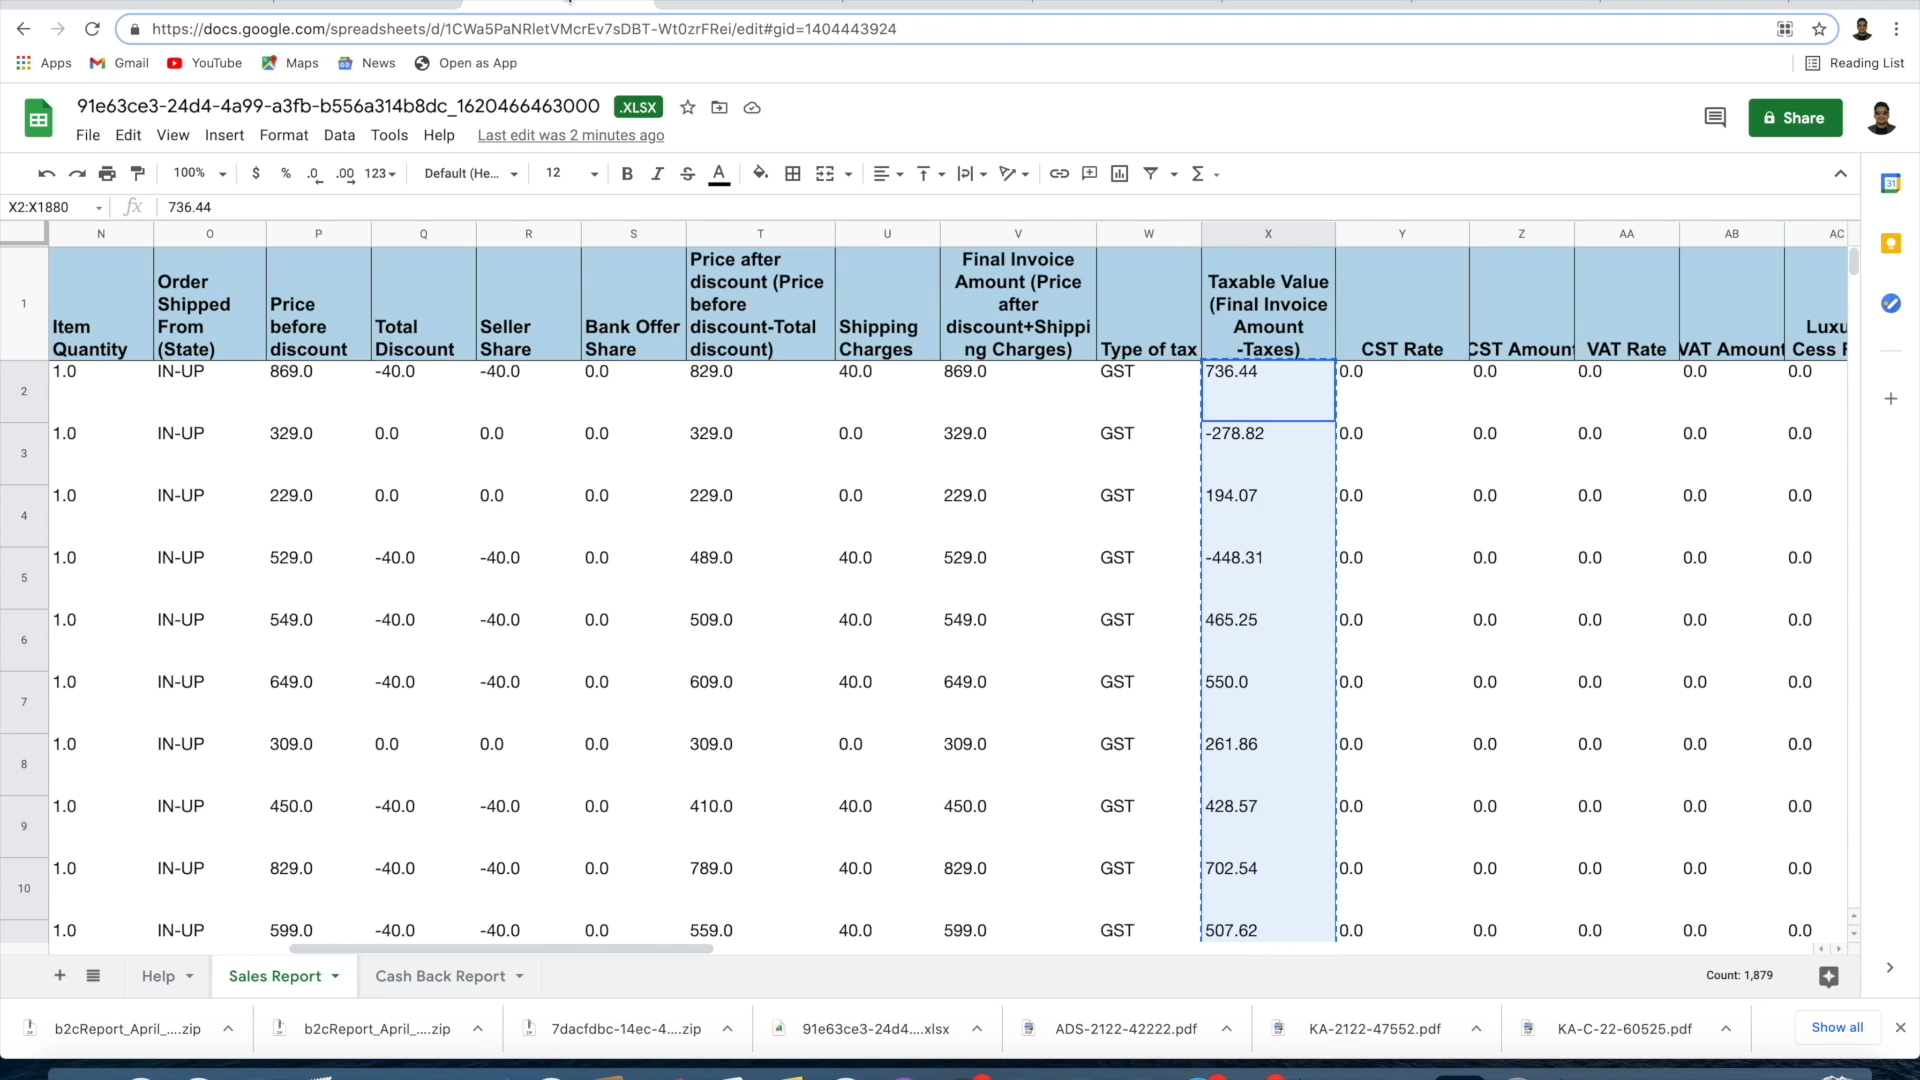 https://docs.google.com/spreadsheets/d/1CWa5PaNRletVMcrEv7sDBT-Wt0zrFRei/edit#gid=1404443924
Apps Gmail YouTube Maps News Open as App Reading List
91e63ce3-24d4-4a99-a3fb-b556a314b8dc_1620466463000 .XLSX
File Edit View Insert Format Data Tools Help Last edit was 2 minutes ago Share
100% $ % .0 .00 123 Default (He... 12 B I S A Σ
31
X2:X1880 fx 736.44
N O P Q R S T U V W X Y Z AA AB AC
1 Item Quantity Order Shipped From (State) Price before discount Total Discount Seller Share Bank Offer Share Price after discount (Price before discount-Total discount) Shipping Charges Final Invoice Amount (Price after discount+Shipping Charges) Type of tax Taxable Value (Final Invoice Amount -Taxes) CST Rate CST Amount VAT Rate VAT Amount Luxu Cess
2 1.0 IN-UP 869.0 -40.0 -40.0 0.0 829.0 40.0 869.0 GST 736.44 0.0 0.0 0.0 0.0 0.0
3 1.0 IN-UP 329.0 0.0 0.0 0.0 329.0 0.0 329.0 GST -278.82 0.0 0.0 0.0 0.0 0.0
4 1.0 IN-UP 229.0 0.0 0.0 0.0 229.0 0.0 229.0 GST 194.07 0.0 0.0 0.0 0.0 0.0
5 1.0 IN-UP 529.0 -40.0 -40.0 0.0 489.0 40.0 529.0 GST -448.31 0.0 0.0 0.0 0.0 0.0
6 1.0 IN-UP 549.0 -40.0 -40.0 0.0 509.0 40.0 549.0 GST 465.25 0.0 0.0 0.0 0.0 0.0
7 1.0 IN-UP 649.0 -40.0 -40.0 0.0 609.0 40.0 649.0 GST 550.0 0.0 0.0 0.0 0.0 0.0
8 1.0 IN-UP 309.0 0.0 0.0 0.0 309.0 0.0 309.0 GST 261.86 0.0 0.0 0.0 0.0 0.0
9 1.0 IN-UP 450.0 -40.0 -40.0 0.0 410.0 40.0 450.0 GST 428.57 0.0 0.0 0.0 0.0 0.0
10 1.0 IN-UP 829.0 -40.0 -40.0 0.0 789.0 40.0 829.0 GST 702.54 0.0 0.0 0.0 0.0 0.0
1.0 IN-UP 599.0 -40.0 -40.0 0.0 559.0 40.0 599.0 GST 507.62 0.0 0.0 0.0 0.0 0.0
Help Sales Report Cash Back Report Count: 1,879
b2cReport_April_....zip b2cReport_April_....zip 7dacfdbc-14ec-4....zip 91e63ce3-24d4....xlsx ADS-2122-42222.pdf KA-2122-47552.pdf KA-C-22-60525.pdf Show all